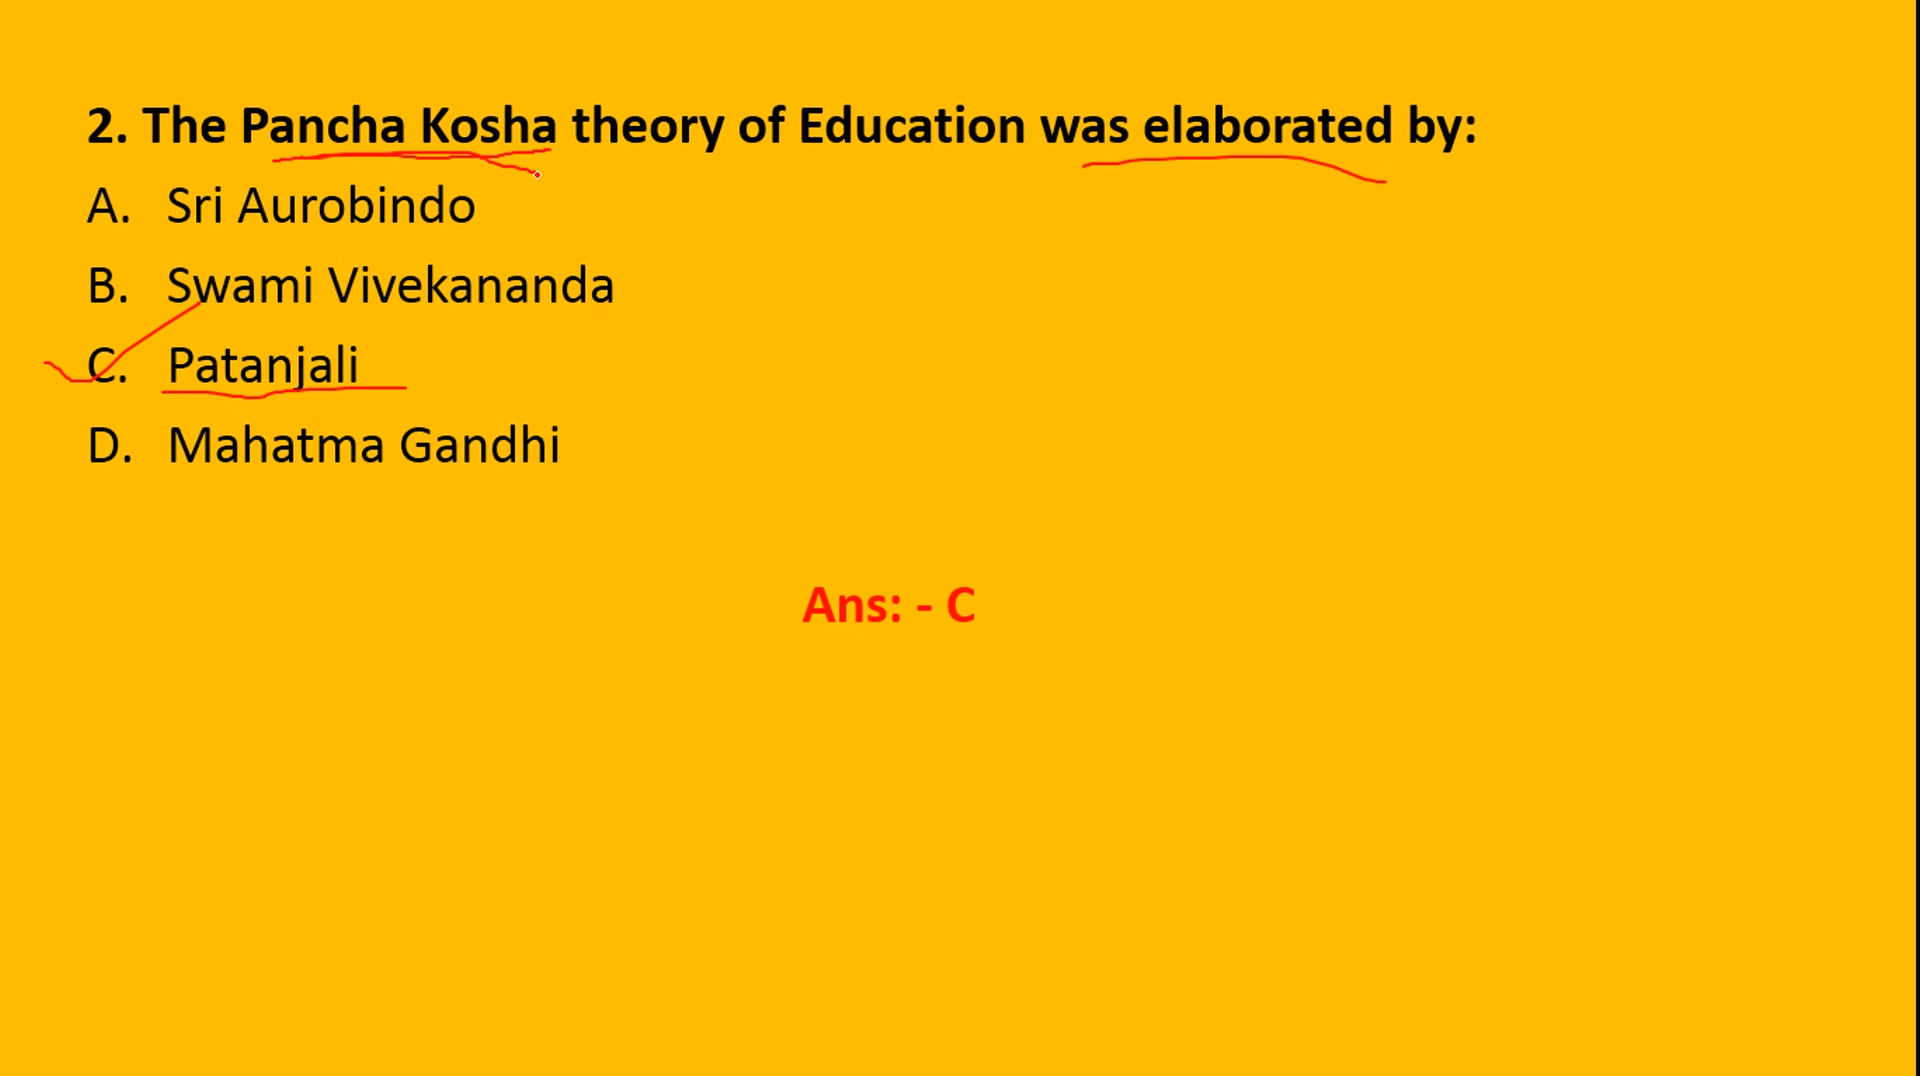 2. The Pancha Kosha theory of Education was elaborated by:
A. Sri Aurobindo
B. Swami Vivekananda
C. Patanjali
D. Mahatma Gandhi
Ans: - C